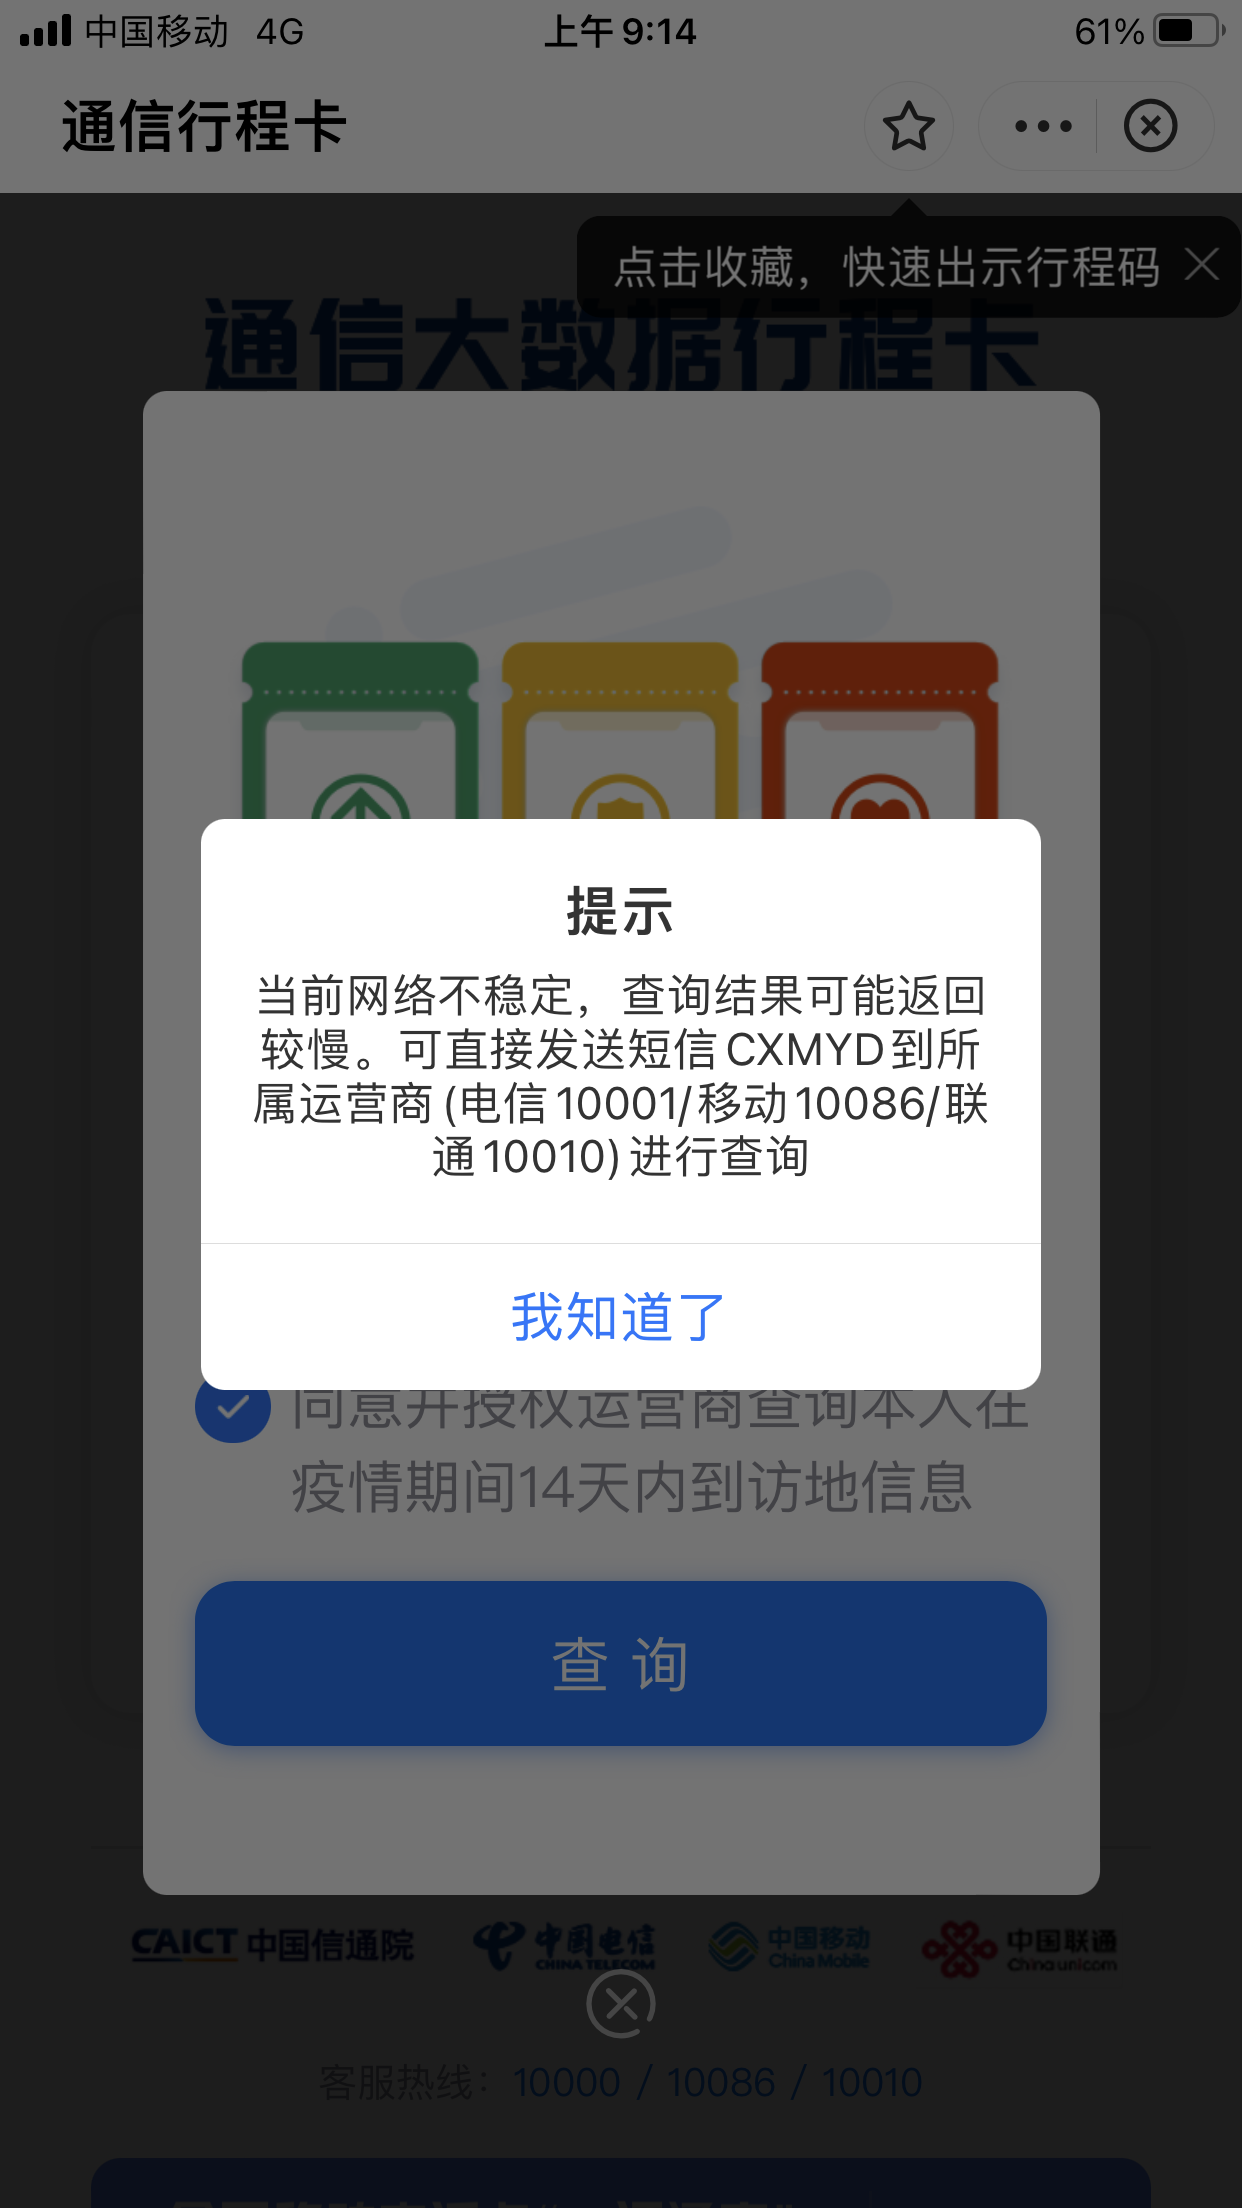 中国移动 4G 上午9:14 61%
通信行程卡
点击收藏，快速出示行程码
通信大数据行程卡
提示
当前网络不稳定，查询结果可能返回
较慢。可直接发送短信CXMYD到所
属运营商(电信10001/移动10086/联
通10010)进行查询
我知道了
同意并授权运营商查询本人在
疫情期间14天内到访地信息
查 询
CAICT 中国信通院 中国电信 CHINA TELECOM 中国移动 China Mobile 中国联通 China unicom
客服热线：10000 / 10086 / 10010